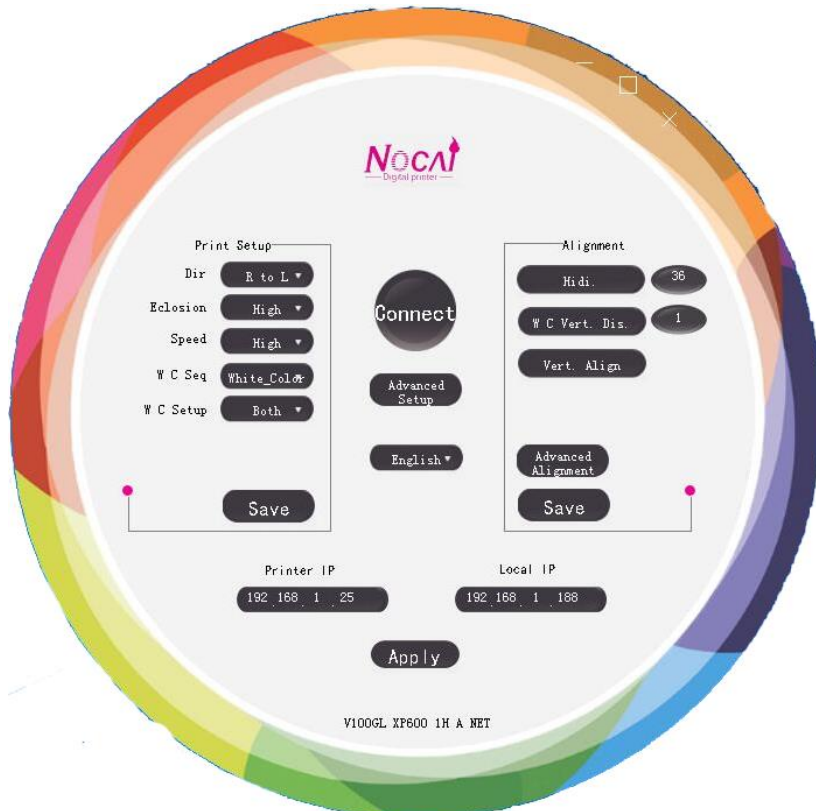 Nocai
Digital printer
Print Setup
Dir R to L
Eclosion High
Speed High
W C Seq White_Color
W C Setup Both
Save
Connect
Advanced
Setup
English
Alignment
Hidi. 36
W C Vert. Dis. 1
Vert. Align
Advanced
Alignment
Save
Printer IP
192.168.1.25
Local IP
192.168.1.188
Apply
V100GL XP600 1H A NET